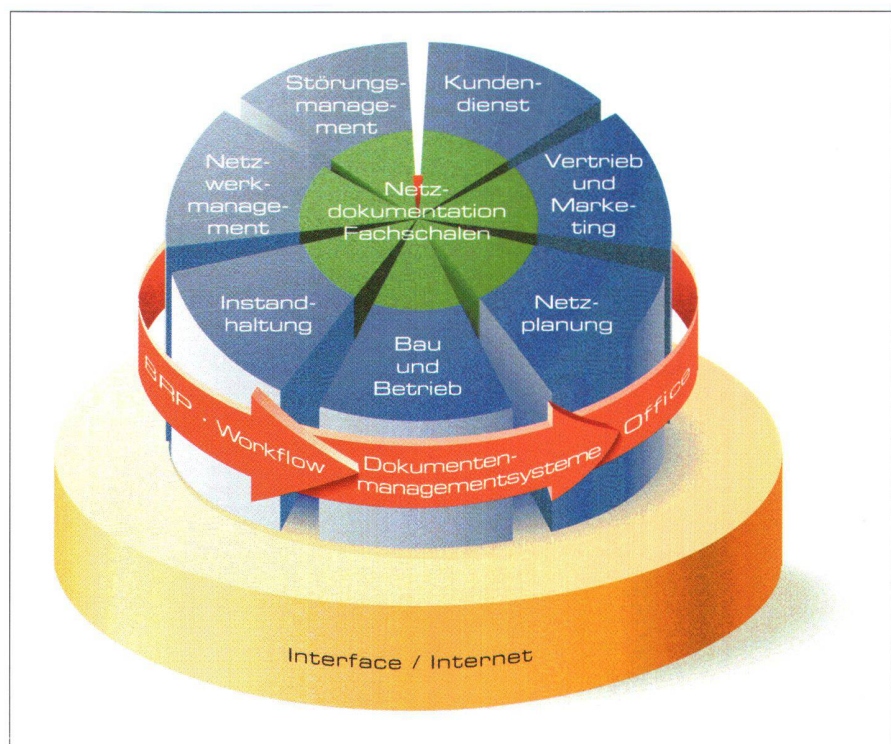 Störungs-
manage-
ment
Kunden-
dienst
Netz-
werk-
manage-
ment
Netz-
dokumentation
Fachschalen
Vertrieb
und
Marke-
ting
Instand-
haltung
Bau
und
Betrieb
Netz-
planung
ERP · Workflow
Dokumenten-
managementsysteme
Office
Interface / Internet